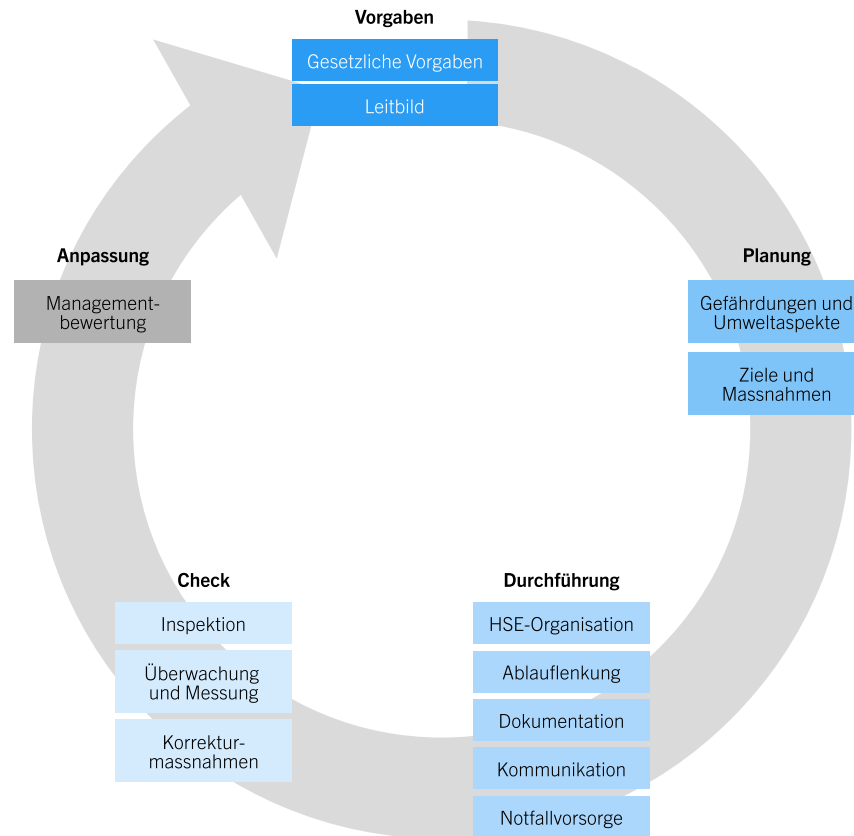 Vorgaben
Gesetzliche Vorgaben
Leitbild
Anpassung
Management-
bewertung
Planung
Gefährdungen und
Umweltaspekte
Ziele und
Massnahmen
Check
Inspektion
Überwachung
und Messung
Korrektur-
massnahmen
Durchführung
HSE-Organisation
Ablauflenkung
Dokumentation
Kommunikation
Notfallvorsorge